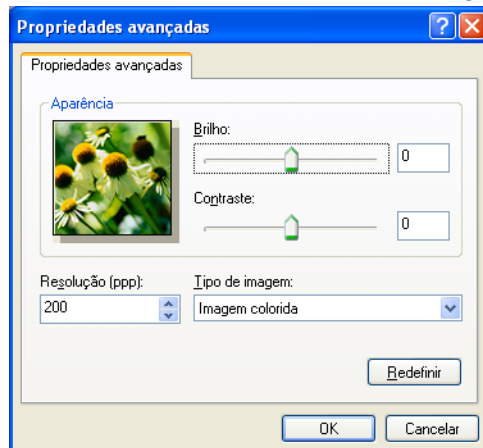 Propriedades avançadas
Propriedades avançadas
Aparência
Brilho:
0
Contraste:
0
Resolução (ppp):
Tipo de imagem:
200
Imagem colorida
Redefinir
OK
Cancelar